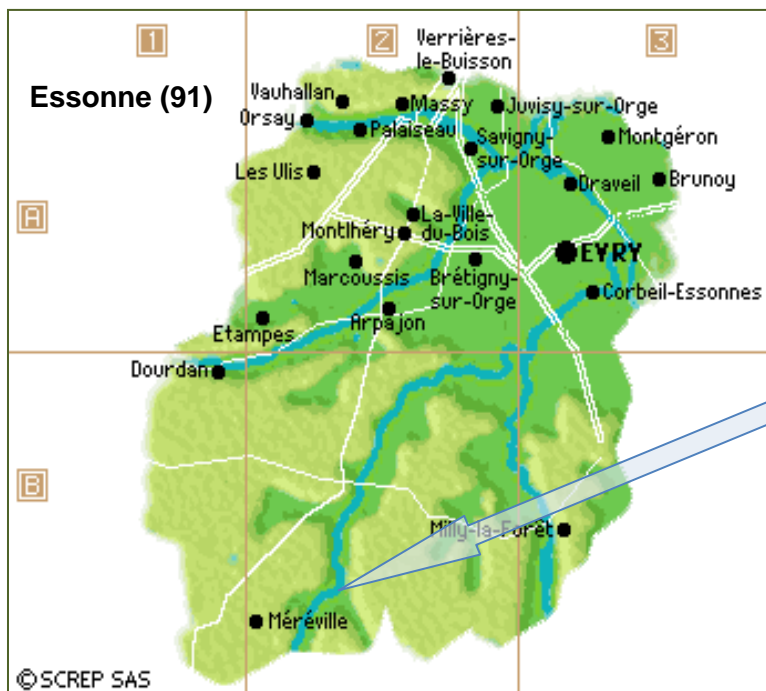 1 2 3
Verrières-
le-Buisson
Essonne (91)
Vauhallan
Massy
Juvisy-sur-Orge
Orsay
Palaiseau
Savigny-
sur-Orge
Montgéron
Les Ulis
Draveil
Brunoy
A
La-Ville-
du-Bois
Montlhéry
EYRY
Marcoussis
Brétigny-
sur-Orge
Corbeil-Essonnes
Etampes
Arpajon
Dourdan
B
Milly-la-Forêt
Méréville
©SCREP SAS